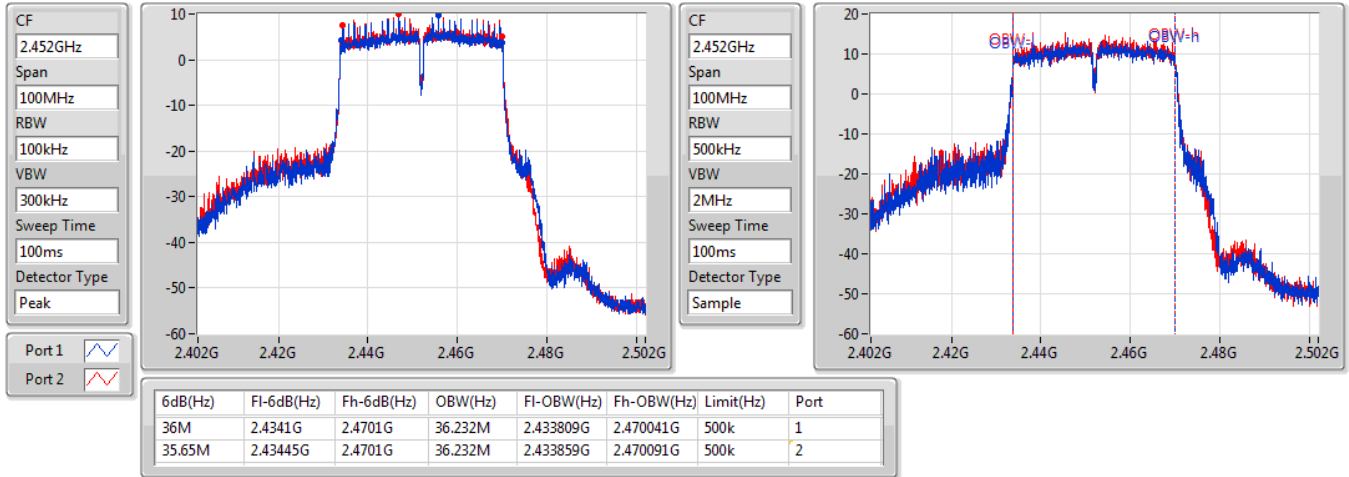 CF
2.452GHz
Span
100MHz
RBW
100kHz
VBW
300kHz
Sweep Time
100ms
Detector Type
Peak
Port 1
Port 2
10
0
-10
-20
-30
-40
-50
-60
2.402G 2.42G 2.44G 2.46G 2.48G 2.502G
CF
2.452GHz
Span
100MHz
RBW
500kHz
VBW
2MHz
Sweep Time
100ms
Detector Type
Sample
20
10
0
-10
-20
-30
-40
-50
-60
OBW-l OBW-h
2.402G 2.42G 2.44G 2.46G 2.48G 2.502G
6dB(Hz) Fl-6dB(Hz) Fh-6dB(Hz) OBW(Hz) Fl-OBW(Hz) Fh-OBW(Hz) Limit(Hz) Port
36M 2.4341G 2.4701G 36.232M 2.433809G 2.470041G 500k 1
35.65M 2.43445G 2.4701G 36.232M 2.433859G 2.470091G 500k 2